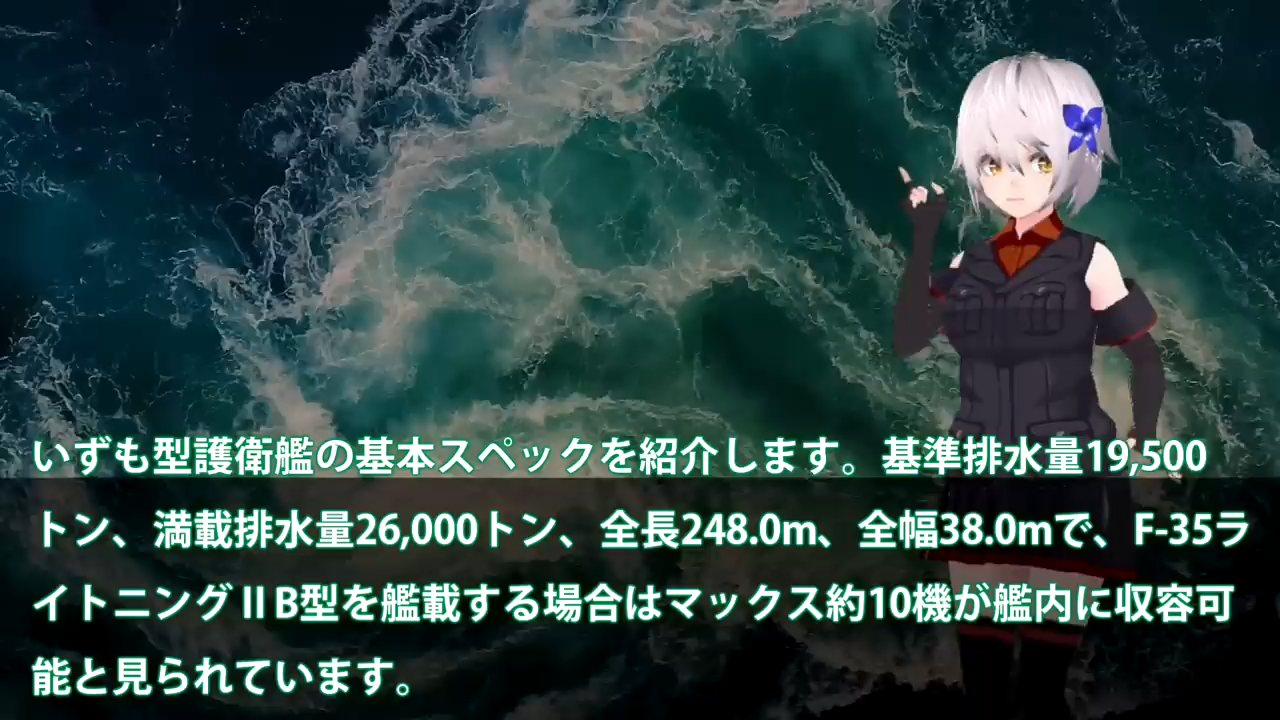 いずも型護衛艦の基本スペックを紹介します。基準排水量19,500
トン、満載排水量26,000トン、全長248.0m、全幅38.0mで、F-35ラ
イトニングⅡB型を艦載する場合はマックス約10機が艦内に収容可
能と見られています。